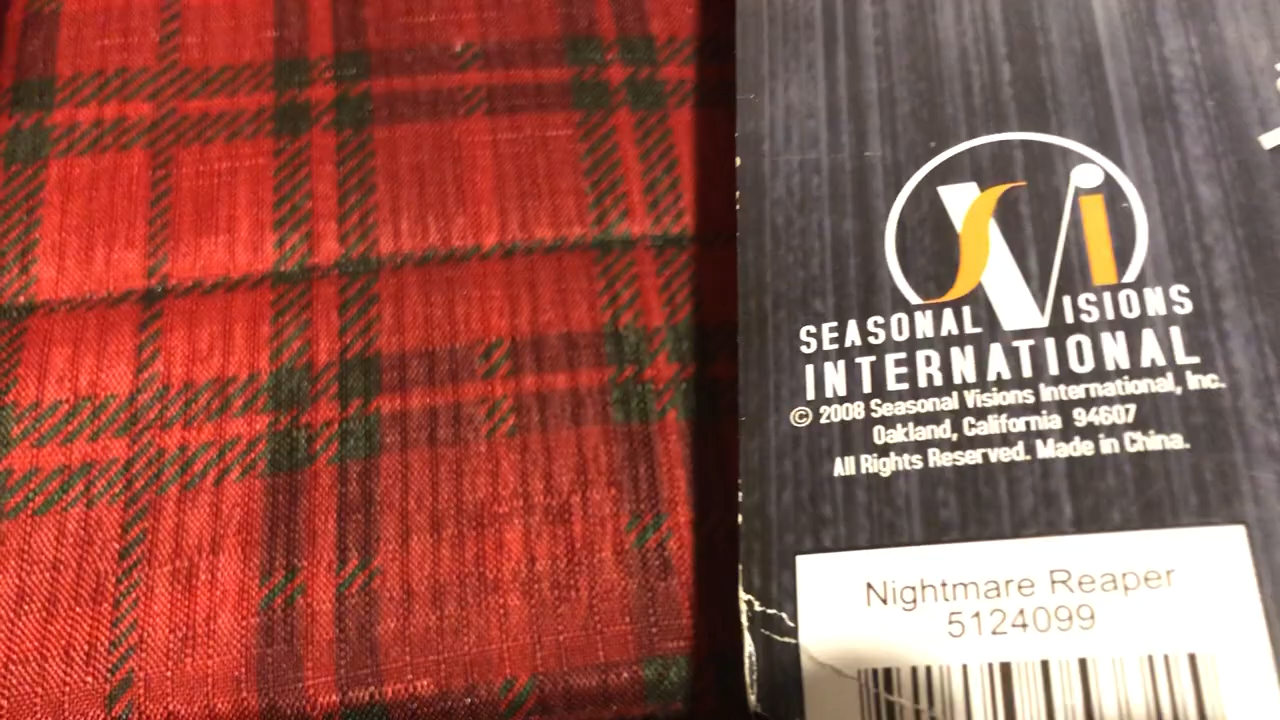 SVi
SEASONAL VISIONS
INTERNATIONAL
© 2008 Seasonal Visions International, Inc.
Oakland, California 94607
All Rights Reserved. Made in China.
Nightmare Reaper
5124099